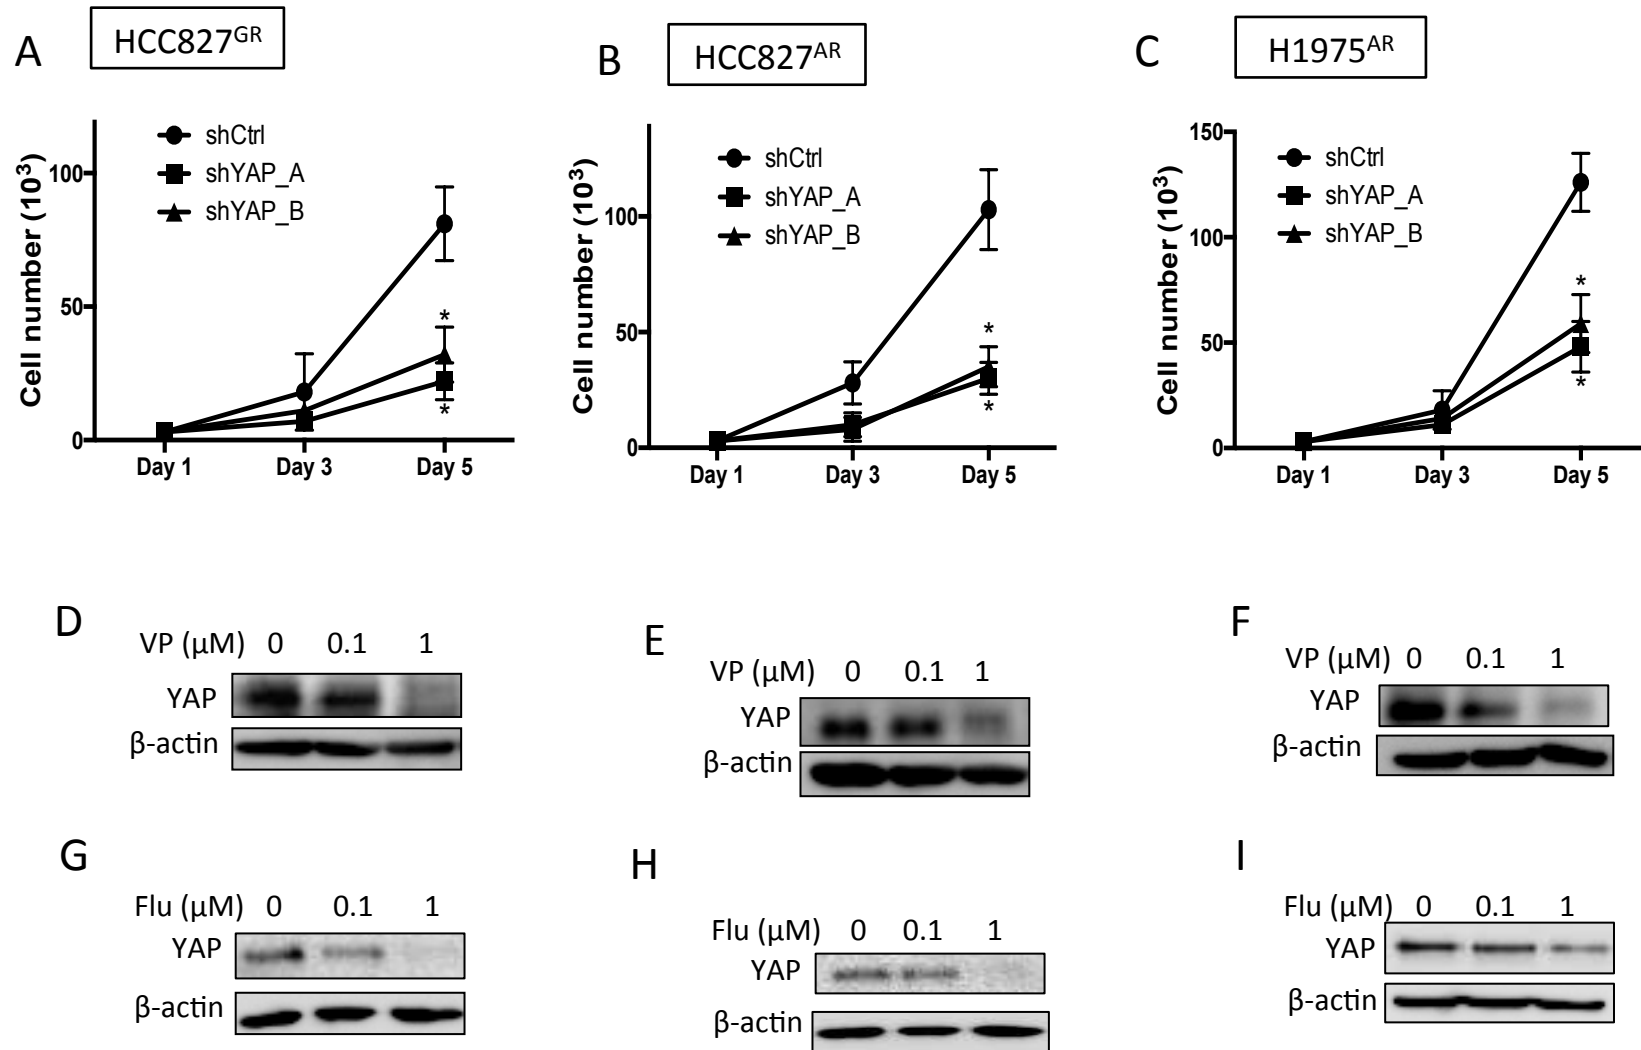 A
HCC827GR
Cell number (103)
100
50
0
shCtrl
shYAP_A
shYAP_B
*
*
Day 1 Day 3 Day 5
B
HCC827AR
Cell number (103)
100
50
0
shCtrl
shYAP_A
shYAP_B
*
*
Day 1 Day 3 Day 5
C
H1975AR
Cell number (103)
150
100
50
0
shCtrl
shYAP_A
shYAP_B
*
*
Day 1 Day 3 Day 5
D
VP (μM) 0 0.1 1
YAP
β-actin
E
VP (μM) 0 0.1 1
YAP
β-actin
F
VP (μM) 0 0.1 1
YAP
β-actin
G
Flu (μM) 0 0.1 1
YAP
β-actin
H
Flu (μM) 0 0.1 1
YAP
β-actin
I
Flu (μM) 0 0.1 1
YAP
β-actin